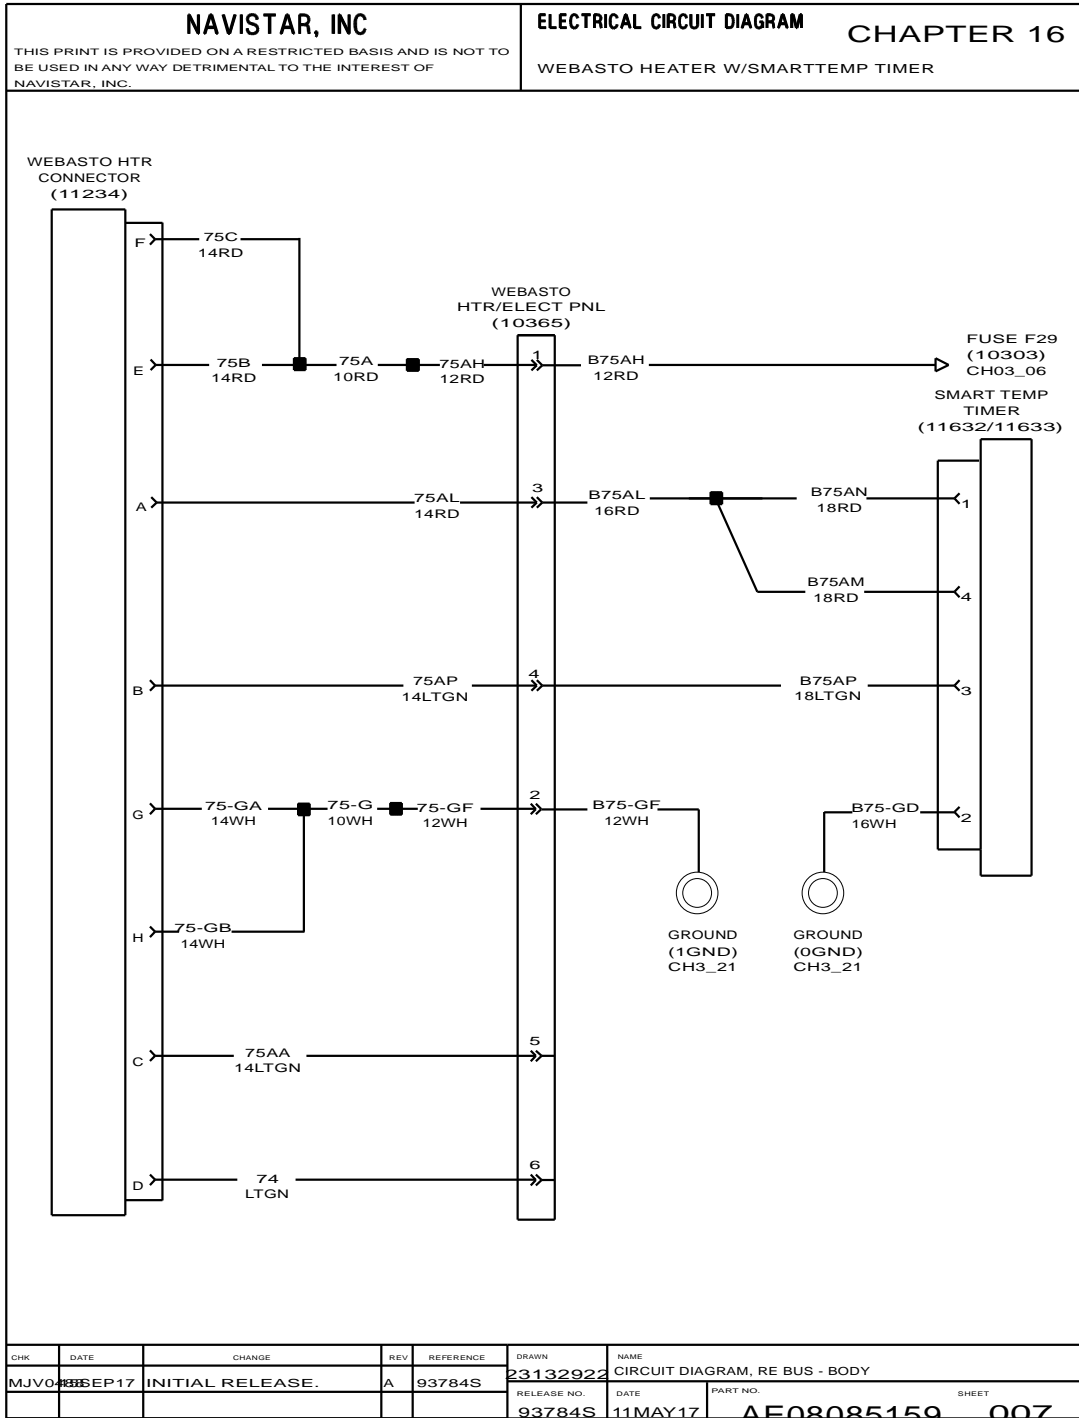 NAVISTAR, INC
THIS PRINT IS PROVIDED ON A RESTRICTED BASIS AND IS NOT TO
BE USED IN ANY WAY DETRIMENTAL TO THE INTEREST OF
NAVISTAR, INC.
ELECTRICAL CIRCUIT DIAGRAM
CHAPTER 16
WEBASTO HEATER W/SMARTTEMP TIMER
WEBASTO HTR
CONNECTOR
(11234)
F
75C
14RD
WEBASTO
HTR/ELECT PNL
(10365)
E
75B
14RD
75A
10RD
75AH
12RD
1
B75AH
12RD
FUSE F29
(10303)
CH03_06
SMART TEMP
TIMER
(11632/11633)
A
75AL
14RD
3
B75AL
16RD
B75AN
18RD
1
B75AM
18RD
4
B
75AP
14LTGN
4
B75AP
18LTGN
3
G
75-GA
14WH
75-G
10WH
75-GF
12WH
2
B75-GF
12WH
B75-GD
16WH
2
H
75-GB
14WH
GROUND
(1GND)
CH3_21
GROUND
(0GND)
CH3_21
C
75AA
14LTGN
5
D
74
LTGN
6
CHK
DATE
CHANGE
REV
REFERENCE
DRAWN
NAME
SEP17
INITIAL RELEASE.
A
93784S
23132922
CIRCUIT DIAGRAM, RE BUS - BODY
RELEASE NO.
DATE
PART NO.
SHEET
93784S
11MAY17
AE08085159
007